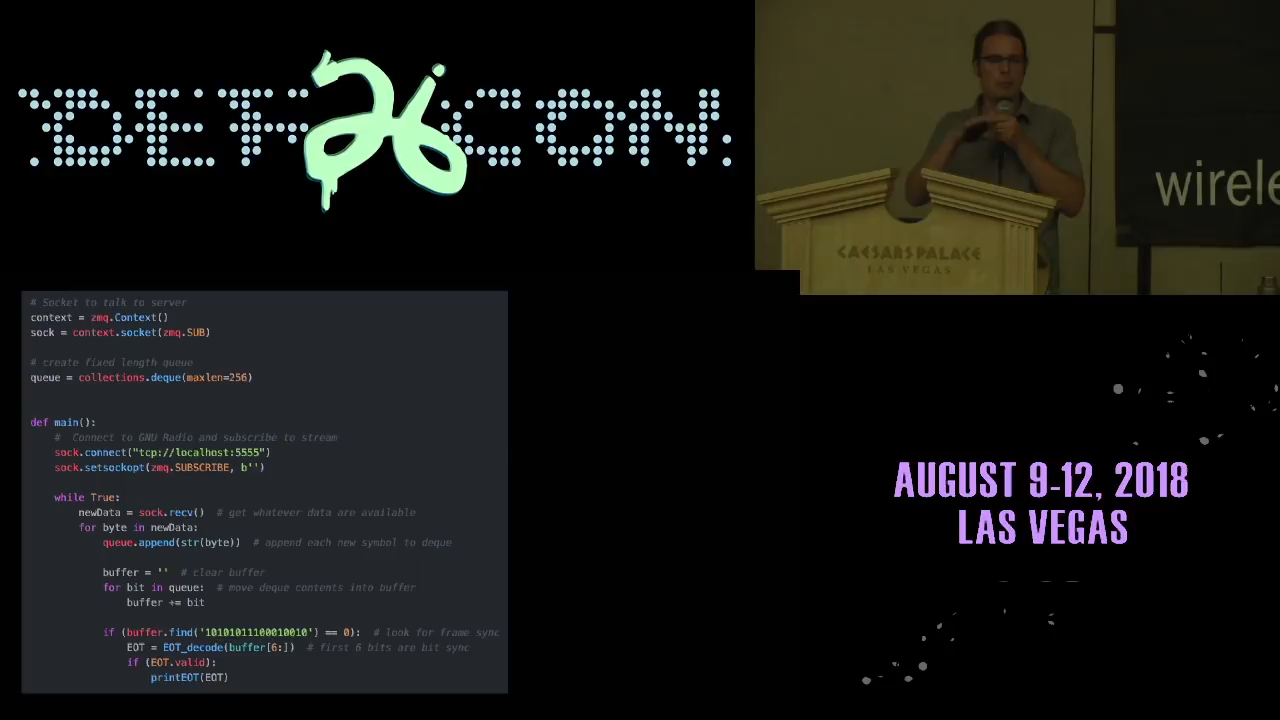 DEF 26 CON
wirele
CAESARS PALACE
LAS VEGAS
# Socket to talk to server
context = zmq.Context()
sock = context.socket(zmq.SUB)
# create fixed length queue
queue = collections.deque(maxlen=256)
def main():
#  Connect to GNU Radio and subscribe to stream
sock.connect("tcp://localhost:5555")
sock.setsockopt(zmq.SUBSCRIBE, b'')
while True:
newData = sock.recv()  # get whatever data are available
for byte in newData:
queue.append(str(byte))  # append each new symbol to deque
buffer = ''  # clear buffer
for bit in queue:  # move deque contents into buffer
buffer += bit
if (buffer.find('10101011100010010') == 0):  # look for frame sync
EOT = EOT_decode(buffer[6:])  # first 6 bits are bit sync
if (EOT.valid):
printEOT(EOT)
AUGUST 9-12, 2018
LAS VEGAS